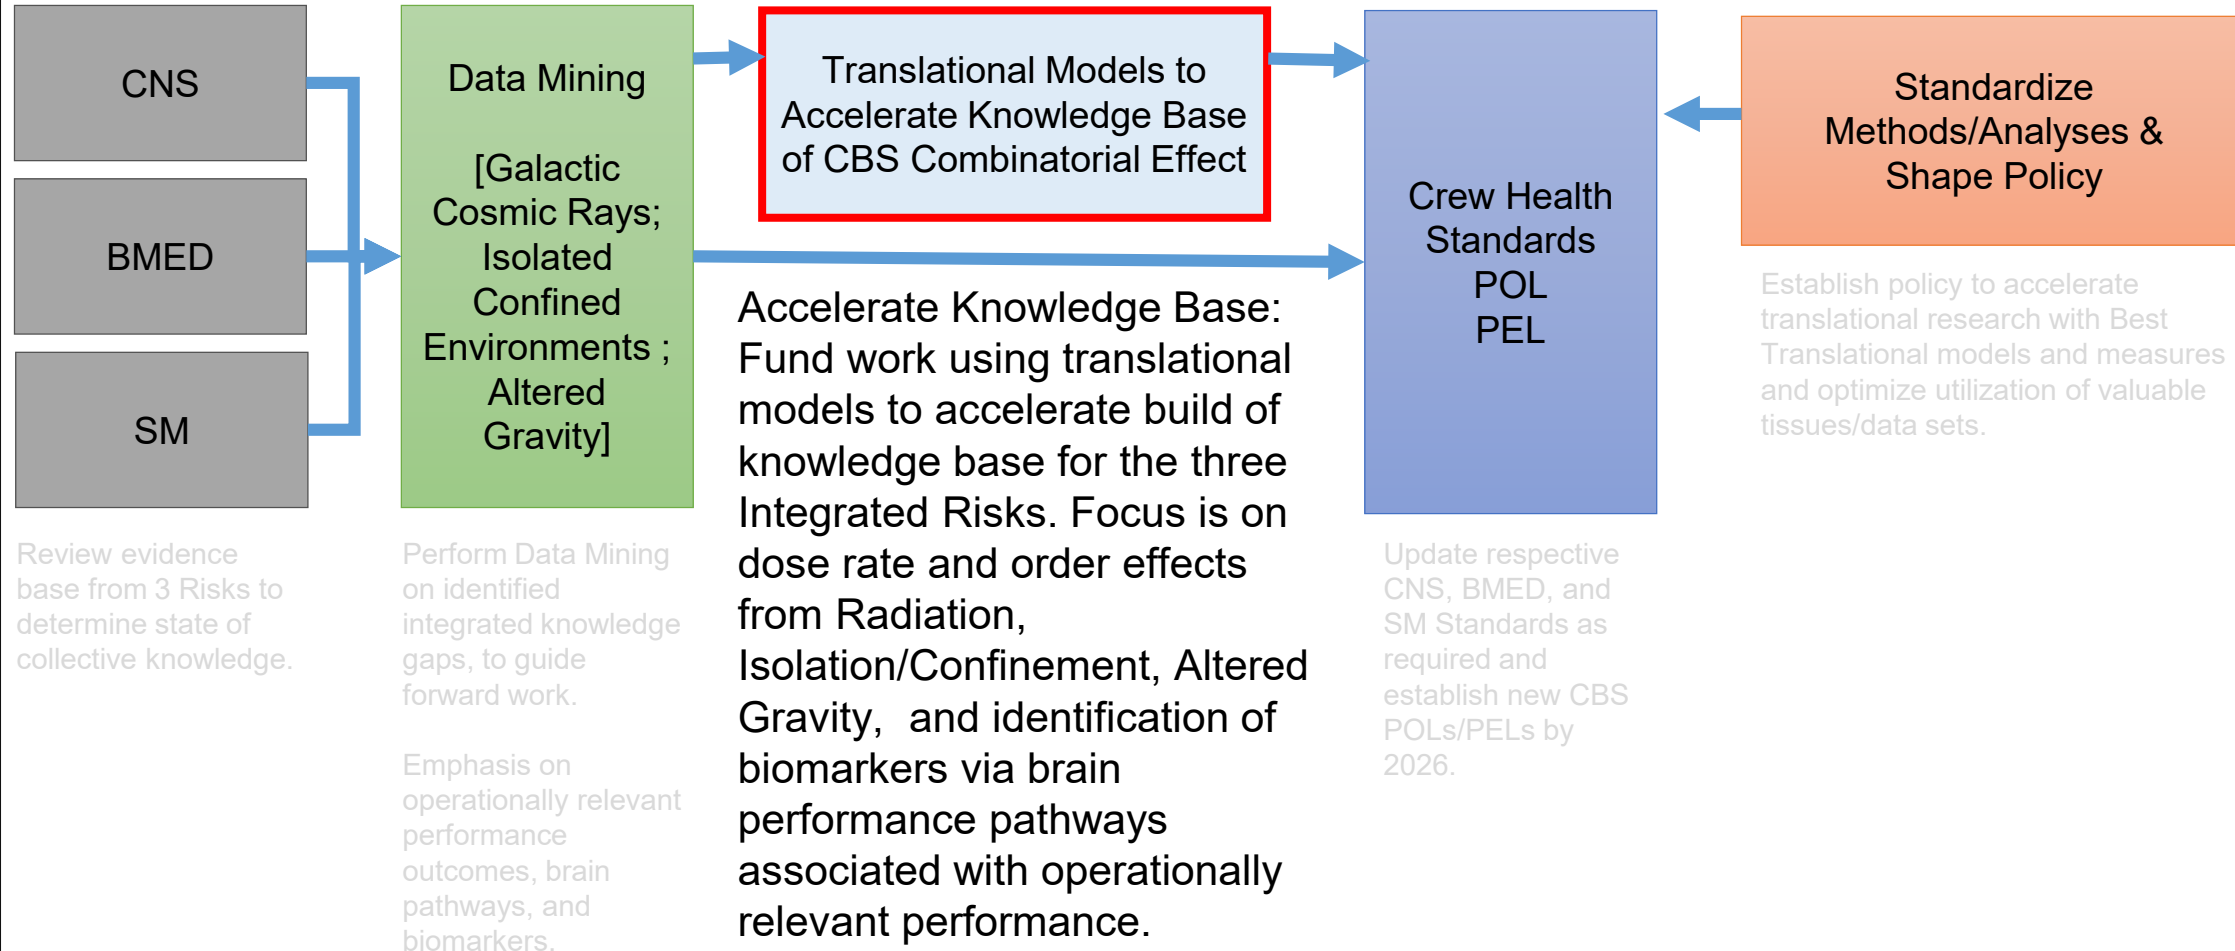 CNS
BMED
SM
Review evidence
base from 3 Risks to
determine state of
collective knowledge.
Data Mining
[Galactic
Cosmic Rays;
Isolated
Confined
Environments ;
Altered
Gravity]
Perform Data Mining
on identified
integrated knowledge
gaps, to guide
forward work.
Emphasis on
operationally relevant
performance
outcomes, brain
pathways, and
biomarkers.
Translational Models to
Accelerate Knowledge Base
of CBS Combinatorial Effect
Accelerate Knowledge Base:
Fund work using translational
models to accelerate build of
knowledge base for the three
Integrated Risks. Focus is on
dose rate and order effects
from Radiation,
Isolation/Confinement, Altered
Gravity,  and identification of
biomarkers via brain
performance pathways
associated with operationally
relevant performance.
Crew Health
Standards
POL
PEL
Update respective
CNS, BMED, and
SM Standards as
required and
establish new CBS
POLs/PELs by
2026.
Standardize
Methods/Analyses &
Shape Policy
Establish policy to accelerate
translational research with Best
Translational models and measures
and optimize utilization of valuable
tissues/data sets.